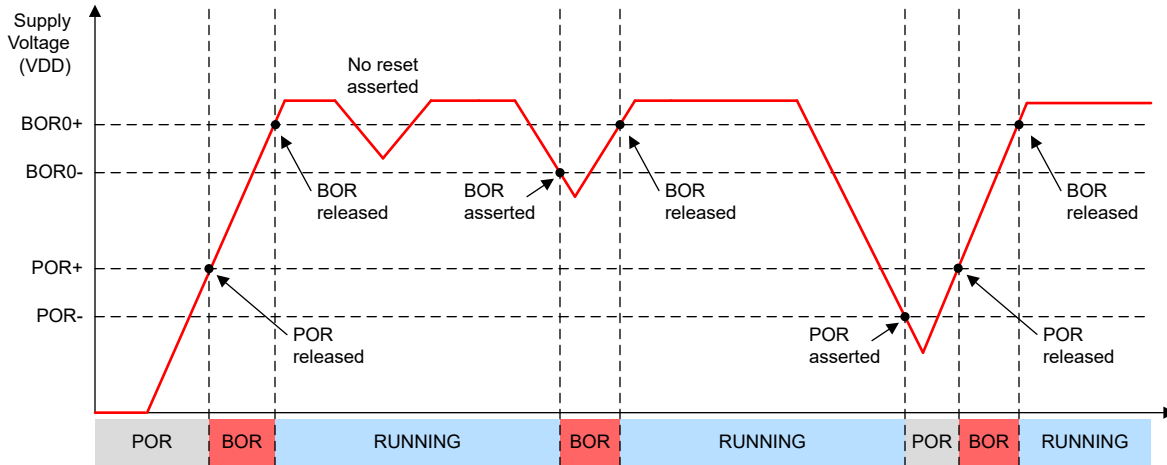 Supply
Voltage
(VDD)
No reset
asserted
BOR0+
BOR0-
BOR
released
BOR
asserted
BOR
released
BOR
released
POR+
POR-
POR
released
POR
asserted
POR
released
POR BOR RUNNING BOR RUNNING POR BOR RUNNING